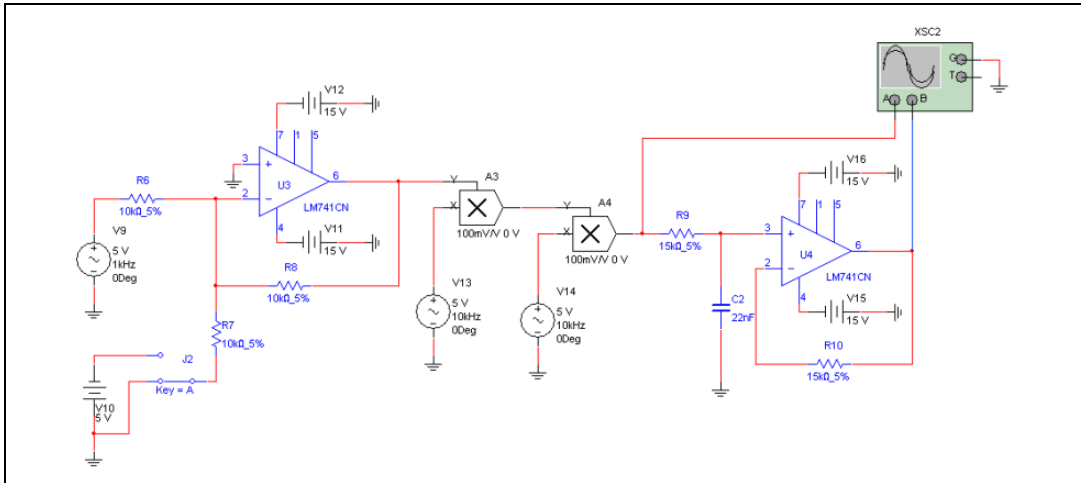 XSC2
G
T
A
B
V12
15 V
7
1
5
3
+
U3
6
2
−
LM741CN
4
V11
15 V
R6
10kΩ_5%
V9
5 V
1kHz
0Deg
R8
10kΩ_5%
R7
10kΩ_5%
J2
Key = A
V10
5 V
Y
A3
X
100mV/V 0 V
V13
5 V
10kHz
0Deg
Y
A4
X
100mV/V 0 V
V14
5 V
10kHz
0Deg
R9
15kΩ_5%
C2
22nF
V16
15 V
7
1
5
3
+
U4
6
2
−
LM741CN
4
V15
15 V
R10
15kΩ_5%